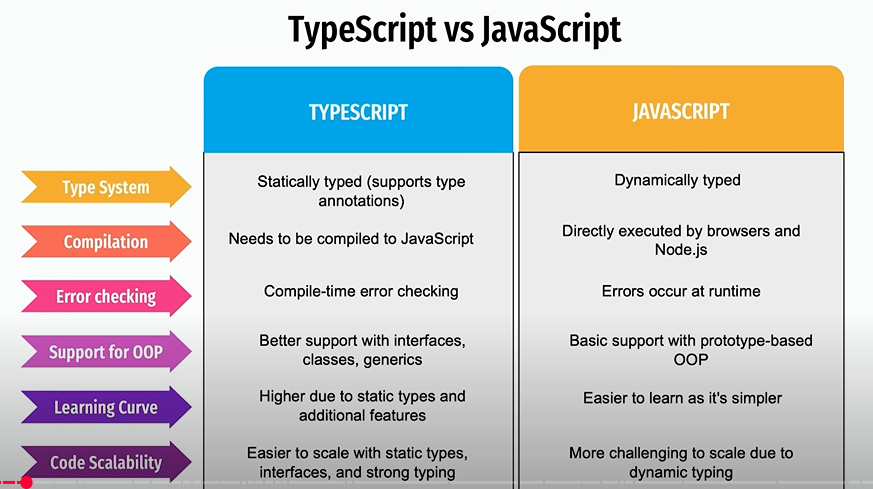 TypeScript vs JavaScript
TYPESCRIPT
JAVASCRIPT
Type System
Statically typed (supports type
annotations)
Dynamically typed
Compilation
Needs to be compiled to JavaScript
Directly executed by browsers and
Node.js
Error checking
Compile-time error checking
Errors occur at runtime
Support for OOP
Better support with interfaces,
classes, generics
Basic support with prototype-based
OOP
Learning Curve
Higher due to static types and
additional features
Easier to learn as it's simpler
Code Scalability
Easier to scale with static types,
interfaces, and strong typing
More challenging to scale due to
dynamic typing